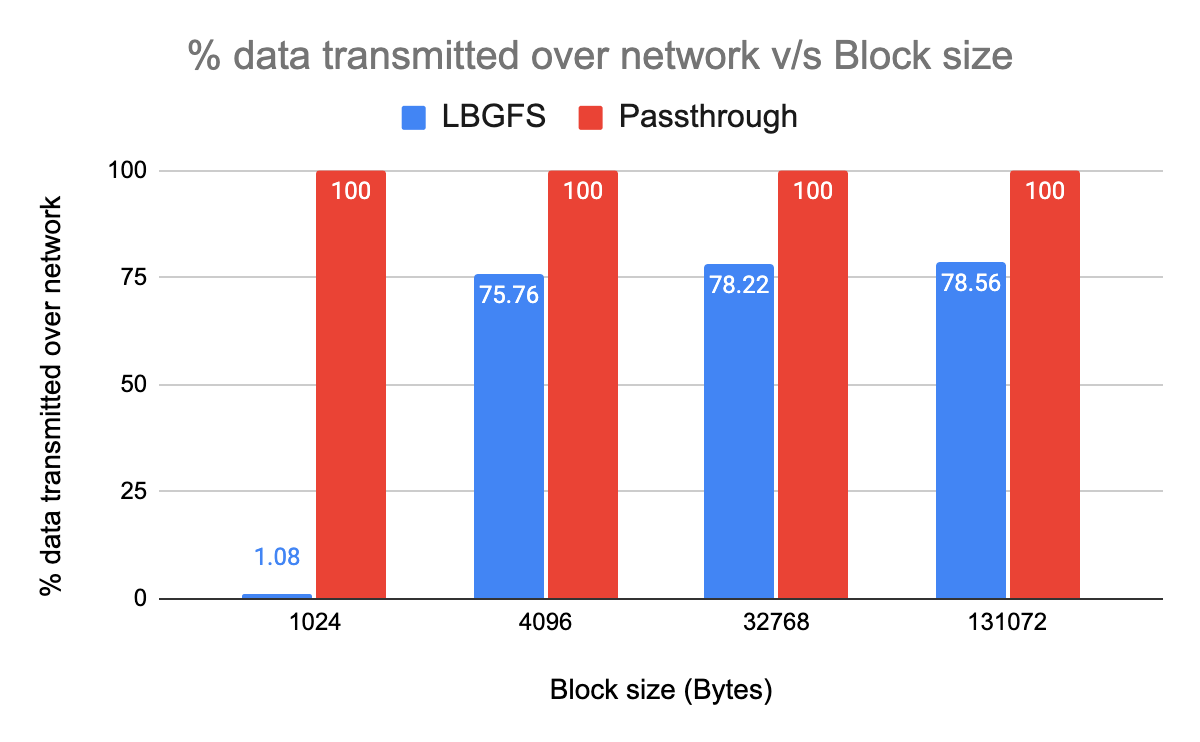 % data transmitted over network v/s Block size
LBGFS Passthrough
% data transmitted over network
100
75
50
25
0
1.08 100
75.76 100
78.22 100
78.56 100
1024 4096 32768 131072
Block size (Bytes)